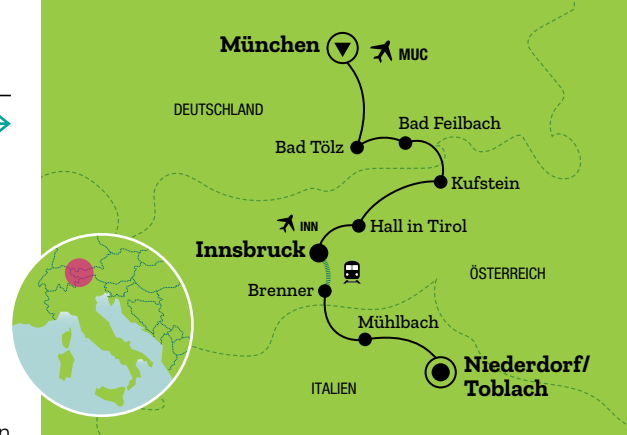 München
MUC
DEUTSCHLAND
Bad Feilbach
Bad Tölz
Kufstein
INN
Hall in Tirol
Innsbruck
ÖSTERREICH
Brenner
Mühlbach
Niederdorf/
Toblach
ITALIEN